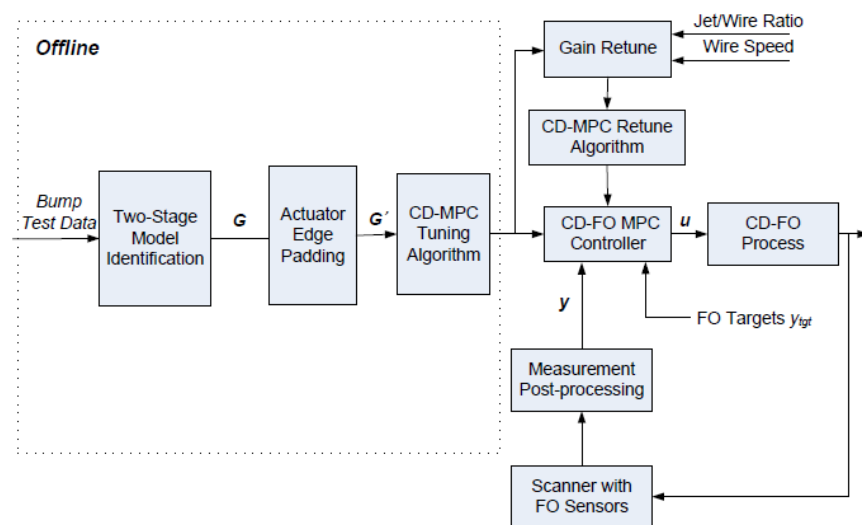 Offline
Jet/Wire Ratio
Wire Speed
Gain Retune
CD-MPC Retune
Algorithm
Bump
Test Data
Two-Stage
Model
Identification
G
Actuator
Edge
Padding
G´
CD-MPC
Tuning
Algorithm
CD-FO MPC
Controller
u
CD-FO
Process
y
FO Targets ytgt
Measurement
Post-processing
Scanner with
FO Sensors